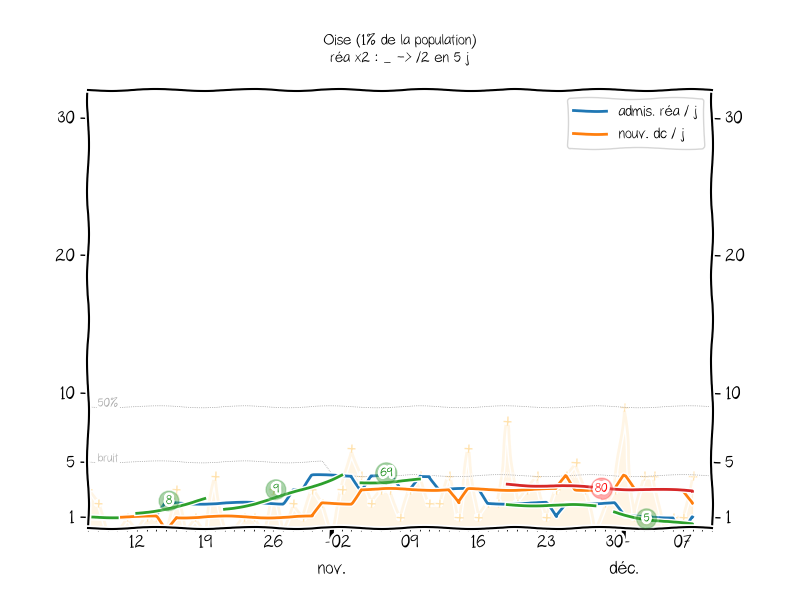 Oise (1% de la population)
réa x2 : _ -> /2 en 5 j
admis. réa / j
nouv. dc / j
30 30
20 20
10 10
50%
5 5
bruit
1 1
8 9 69 80 5
12 19 26 02 09 16 23 30 07
nov. déc.